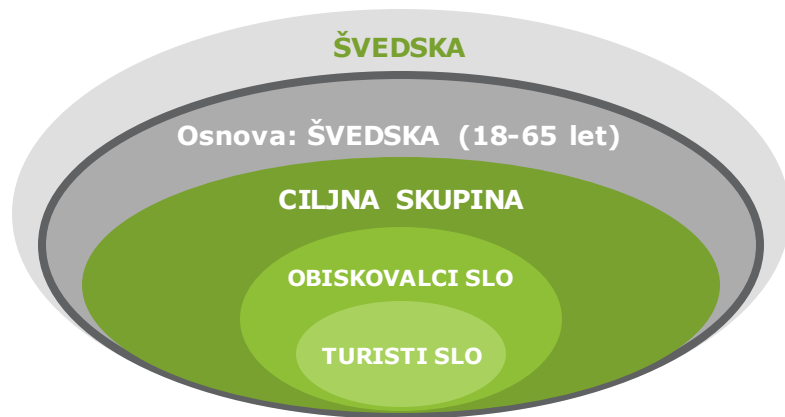 ŠVEDSKA
Osnova: ŠVEDSKA (18-65 let)
CILJNA SKUPINA
OBISKOVALCI SLO
TURISTI SLO